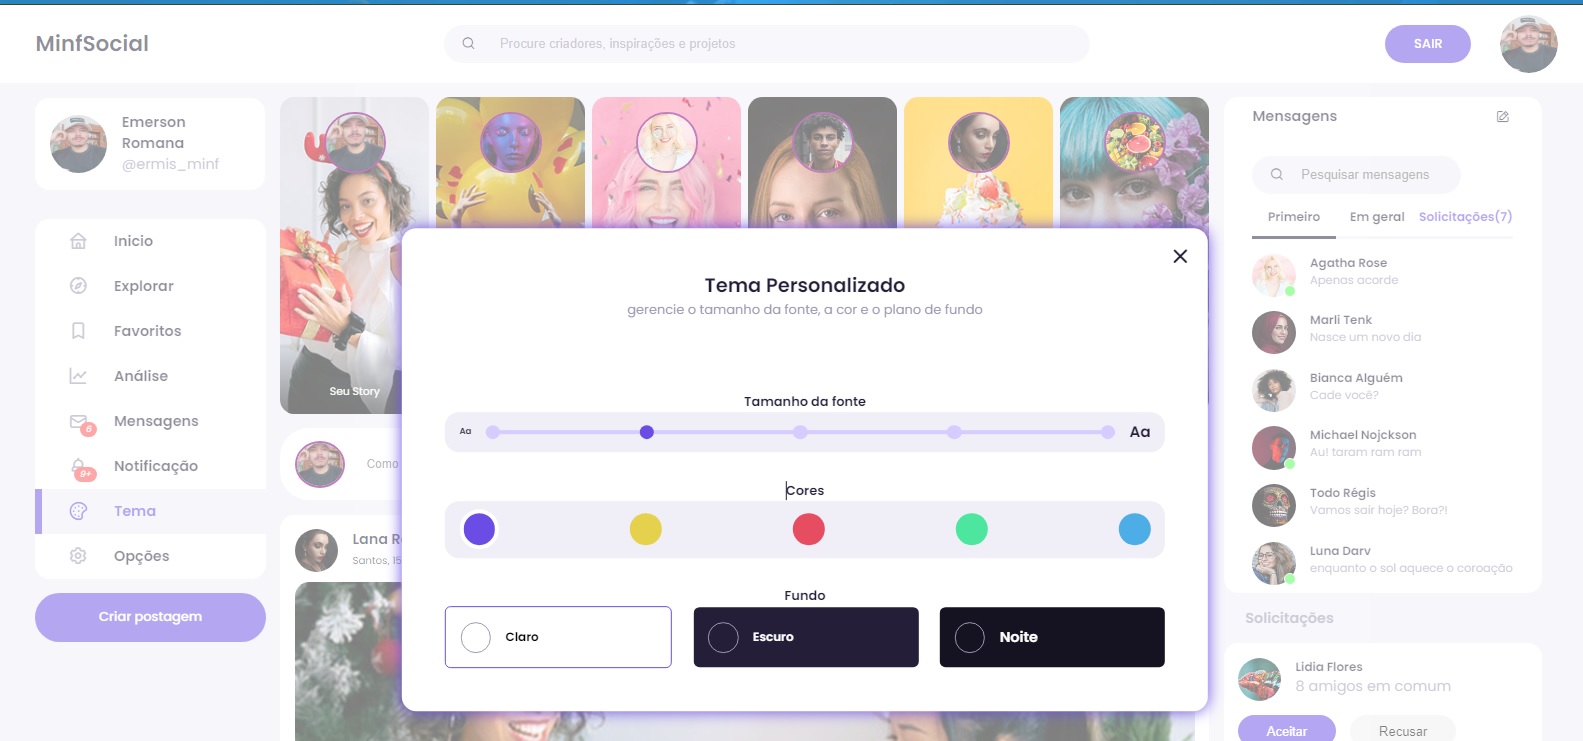 MinfSocial
Procure criadores, inspirações e projetos
SAIR
Emerson
Romana
@ermis_minf
Inicio
Explorar
Favoritos
Análise
6
Mensagens
9+
Notificação
Tema
Opções
Criar postagem
Seu Story
Como
Lana R
Santos, 15
Tema Personalizado
gerencie o tamanho da fonte, a cor e o plano de fundo
Tamanho da fonte
Aa
Aa
Cores
Fundo
Claro
Escuro
Noite
Mensagens
Pesquisar mensagens
Primeiro
Em geral
Solicitações(7)
Agatha Rose
Apenas acorde
Marli Tenk
Nasce um novo dia
Bianca Alguém
Cade você?
Michael Nojckson
Au! taram ram ram
Todo Régis
Vamos sair hoje? Bora?!
Luna Darv
enquanto o sol aquece o coroação
Solicitações
Lidia Flores
8 amigos em comum
Aceitar
Recusar